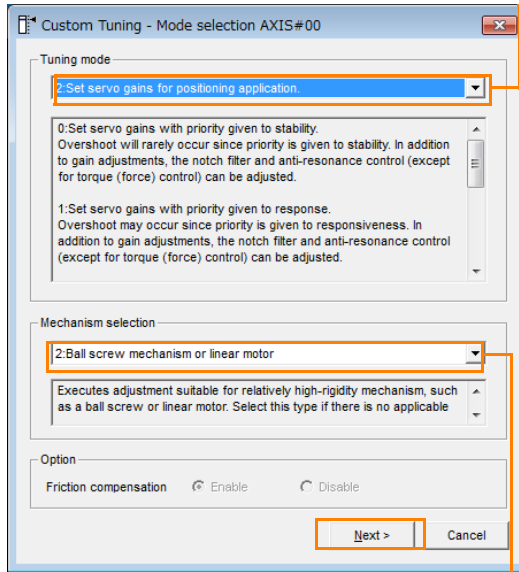 Custom Tuning - Mode selection AXIS#00
Tuning mode
2:Set servo gains for positioning application.
0:Set servo gains with priority given to stability.
Overshoot will rarely occur since priority is given to stability. In addition
to gain adjustments, the notch filter and anti-resonance control (except
for torque (force) control) can be adjusted.
1:Set servo gains with priority given to response.
Overshoot may occur since priority is given to responsiveness. In
addition to gain adjustments, the notch filter and anti-resonance control
(except for torque (force) control) can be adjusted.
Mechanism selection
2:Ball screw mechanism or linear motor
Executes adjustment suitable for relatively high-rigidity mechanism, such
as a ball screw or linear motor. Select this type if there is no applicable
Option
Friction compensation Enable Disable
Next > Cancel